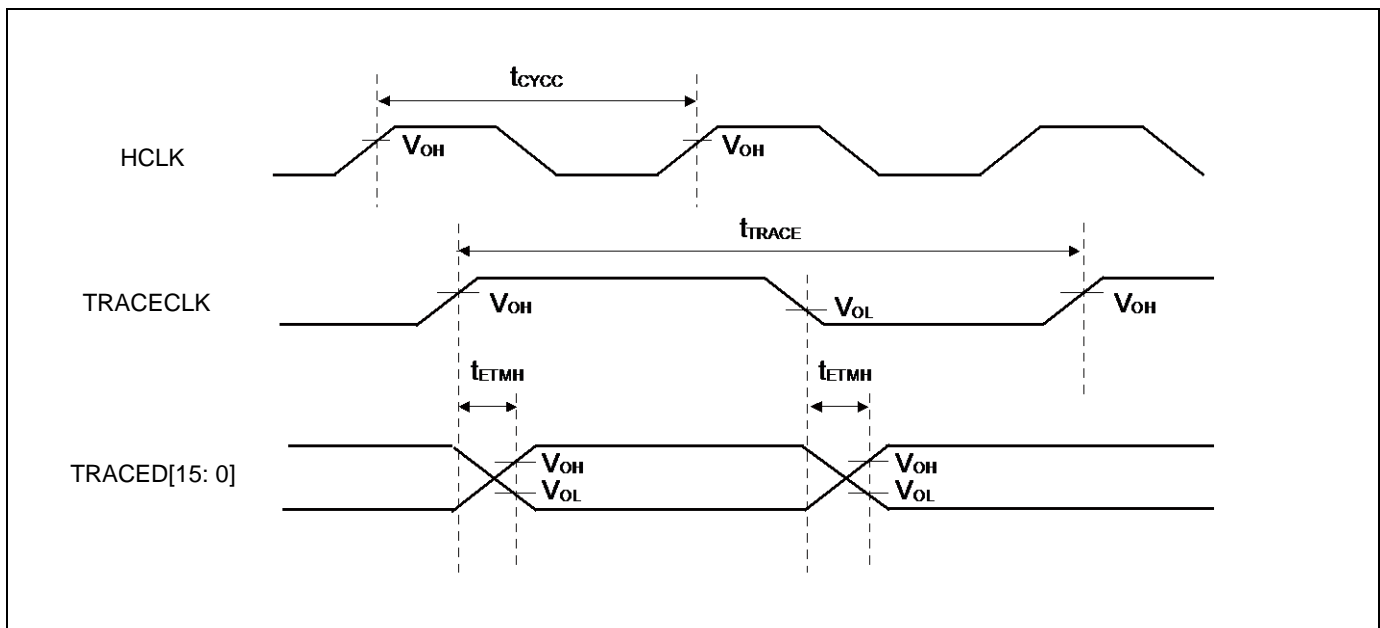 tCYCC
HCLK
VOH
VOH
tTRACE
TRACECLK
VOH
VOL
VOH
tETMH
tETMH
TRACED[15: 0]
VOH
VOH
VOL
VOL